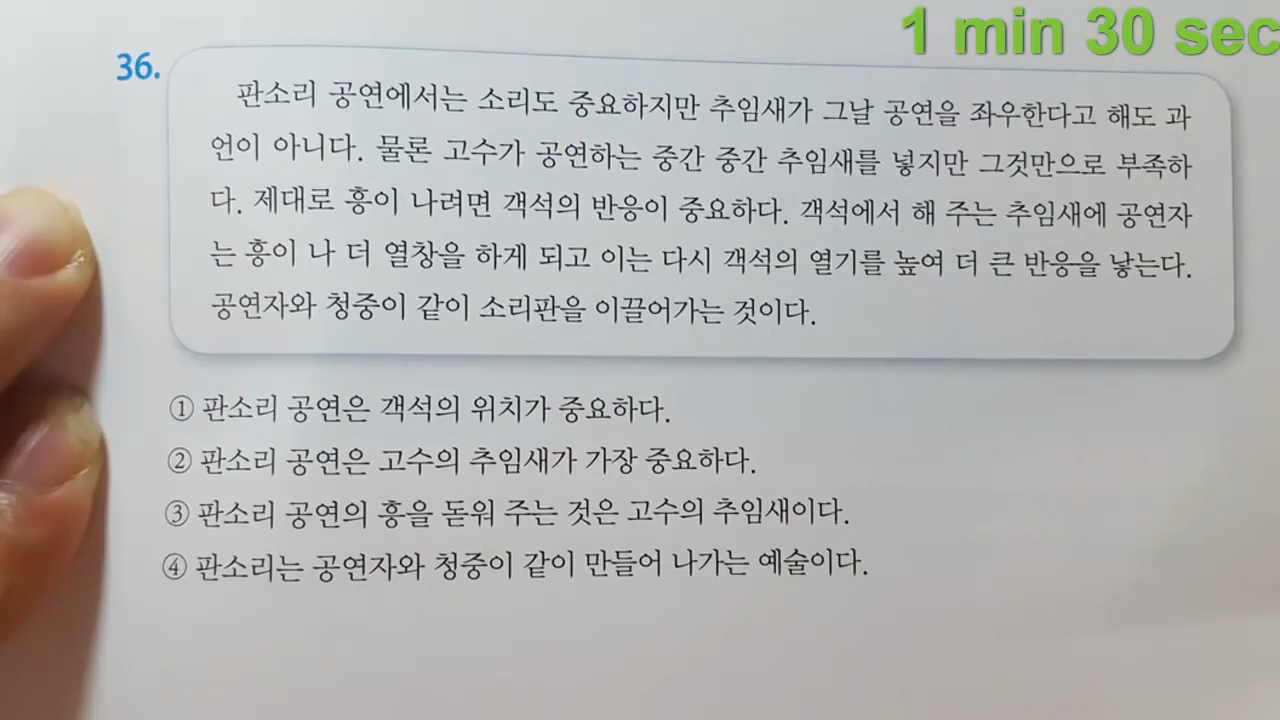 1 min 30 sec
36.
판소리 공연에서는 소리도 중요하지만 추임새가 그날 공연을 좌우한다고 해도 과
언이 아니다. 물론 고수가 공연하는 중간 중간 추임새를 넣지만 그것만으로 부족하
다. 제대로 흥이 나려면 객석의 반응이 중요하다. 객석에서 해 주는 추임새에 공연자
는 흥이 나 더 열창을 하게 되고 이는 다시 객석의 열기를 높여 더 큰 반응을 낳는다.
공연자와 청중이 같이 소리판을 이끌어가는 것이다.
① 판소리 공연은 객석의 위치가 중요하다.
② 판소리 공연은 고수의 추임새가 가장 중요하다.
③ 판소리 공연의 흥을 돋워 주는 것은 고수의 추임새이다.
④ 판소리는 공연자와 청중이 같이 만들어 나가는 예술이다.